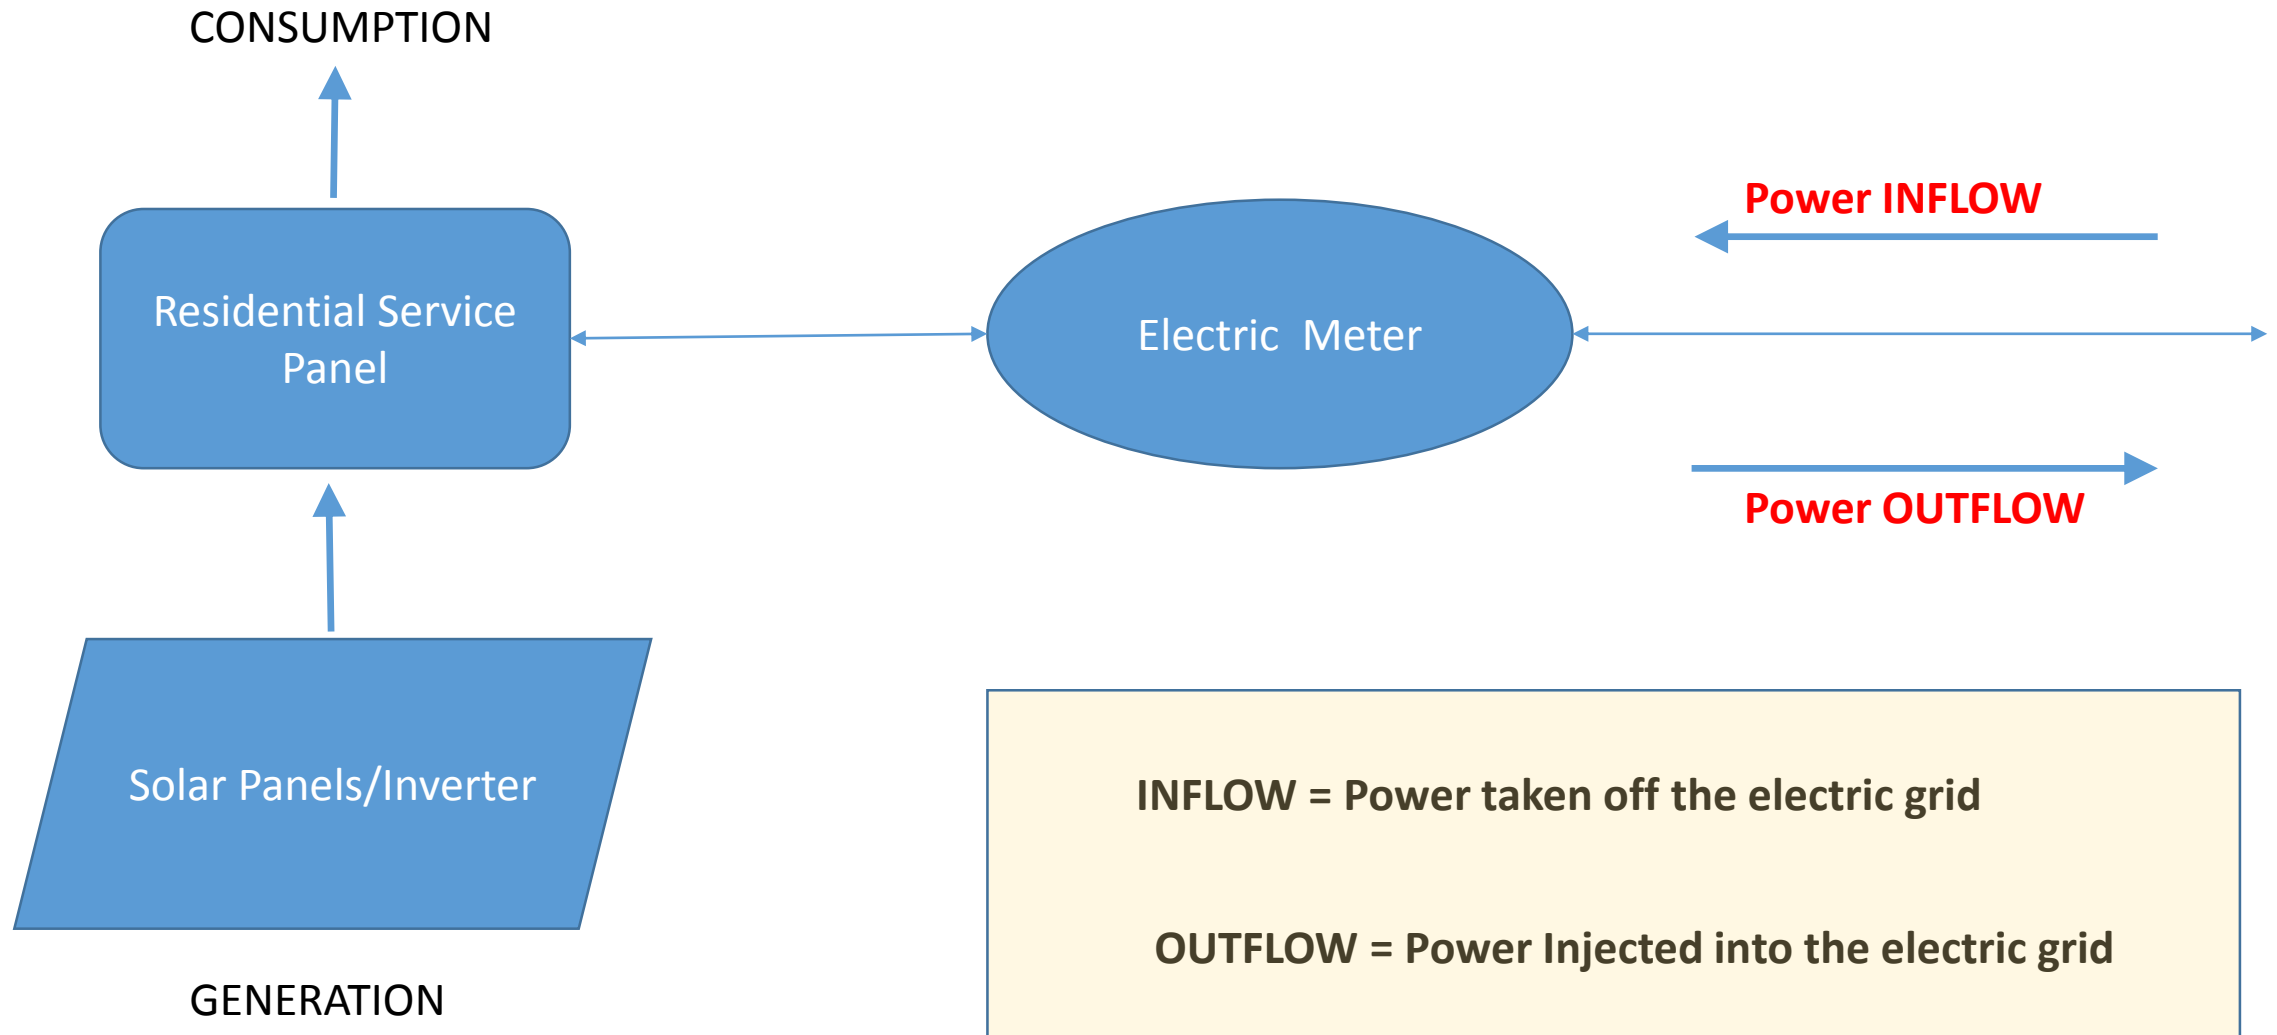 CONSUMPTION
Power INFLOW
Residential Service
Panel
Electric  Meter
Power OUTFLOW
Solar Panels/Inverter
INFLOW = Power taken off the electric grid
OUTFLOW = Power Injected into the electric grid
GENERATION